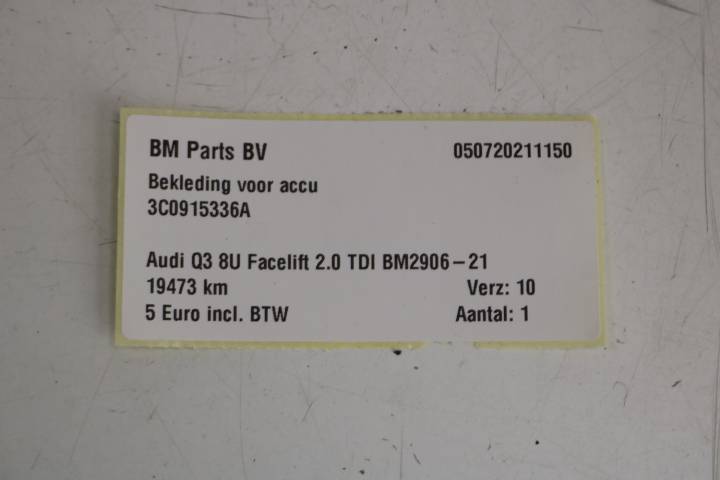 BM Parts BV 050720211150
Bekleding voor accu
3C0915336A
Audi Q3 8U Facelift 2.0 TDI BM2906-21
19473 km Verz: 10
5 Euro incl. BTW Aantal: 1